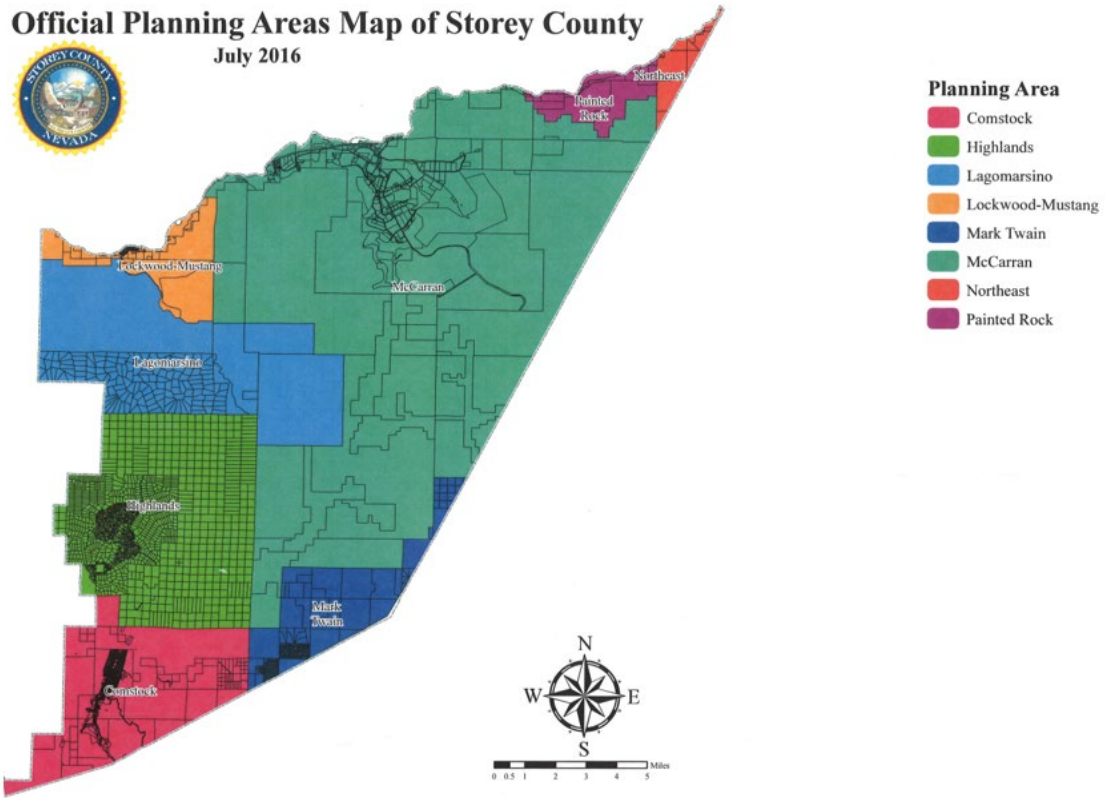 Official Planning Areas Map of Storey County
July 2016
STOREY COUNTY
NEVADA
Northeast
Painted
Rock
Planning Area
Comstock
Highlands
Lagomarsino
Lockwood-Mustang
Mark Twain
McCarran
Northeast
Painted Rock
Lockwood-Mustang
McCarran
Lagomarsino
Highlands
Mark
Twain
Comstock
N
W E
S
Miles
0 0.5 1 2 3 4 5